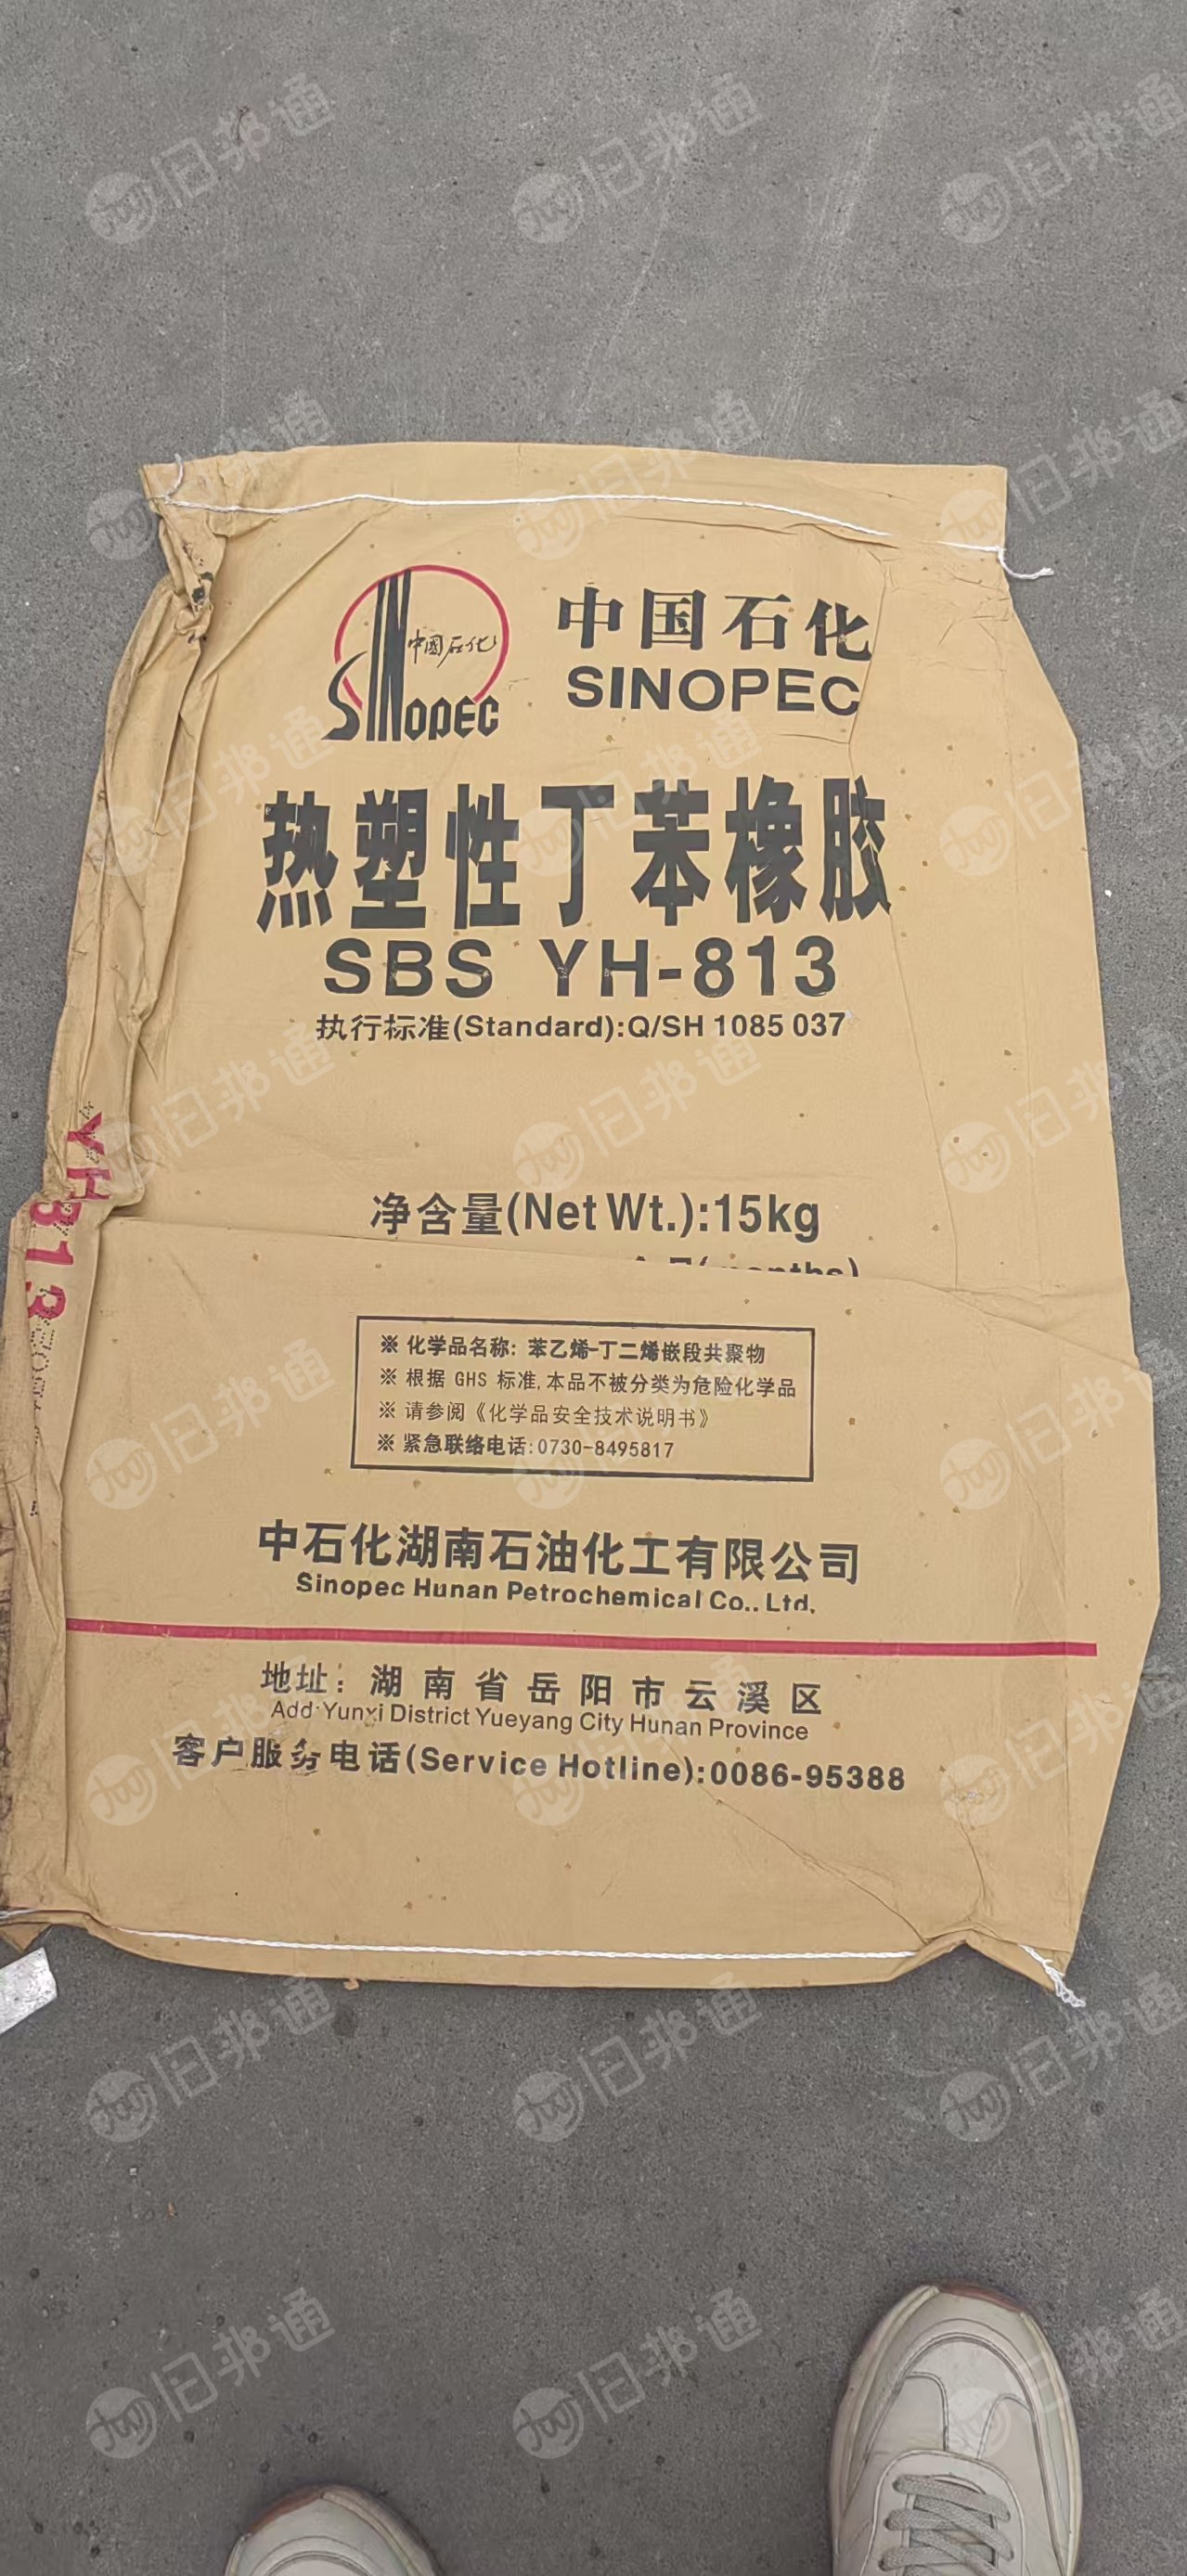 中国石化
SINOPEC
中国石化
SINOPEC
热塑性丁苯橡胶
SBS YH-813
执行标准(Standard):Q/SH 1085 037
净含量(Net Wt.):15kg
(months)
YH813
※ 化学品名称: 苯乙烯-丁二烯嵌段共聚物
※ 根据 GHS 标准,本品不被分类为危险化学品
※ 请参阅《化学品安全技术说明书》
※ 紧急联络电话:0730-8495817
中石化湖南石油化工有限公司
Sinopec Hunan Petrochemical Co., Ltd.
地址: 湖南省岳阳市云溪区
Add:Yunxi District Yueyang City Hunan Province
客户服务电话(Service Hotline):0086-95388
旧邦通